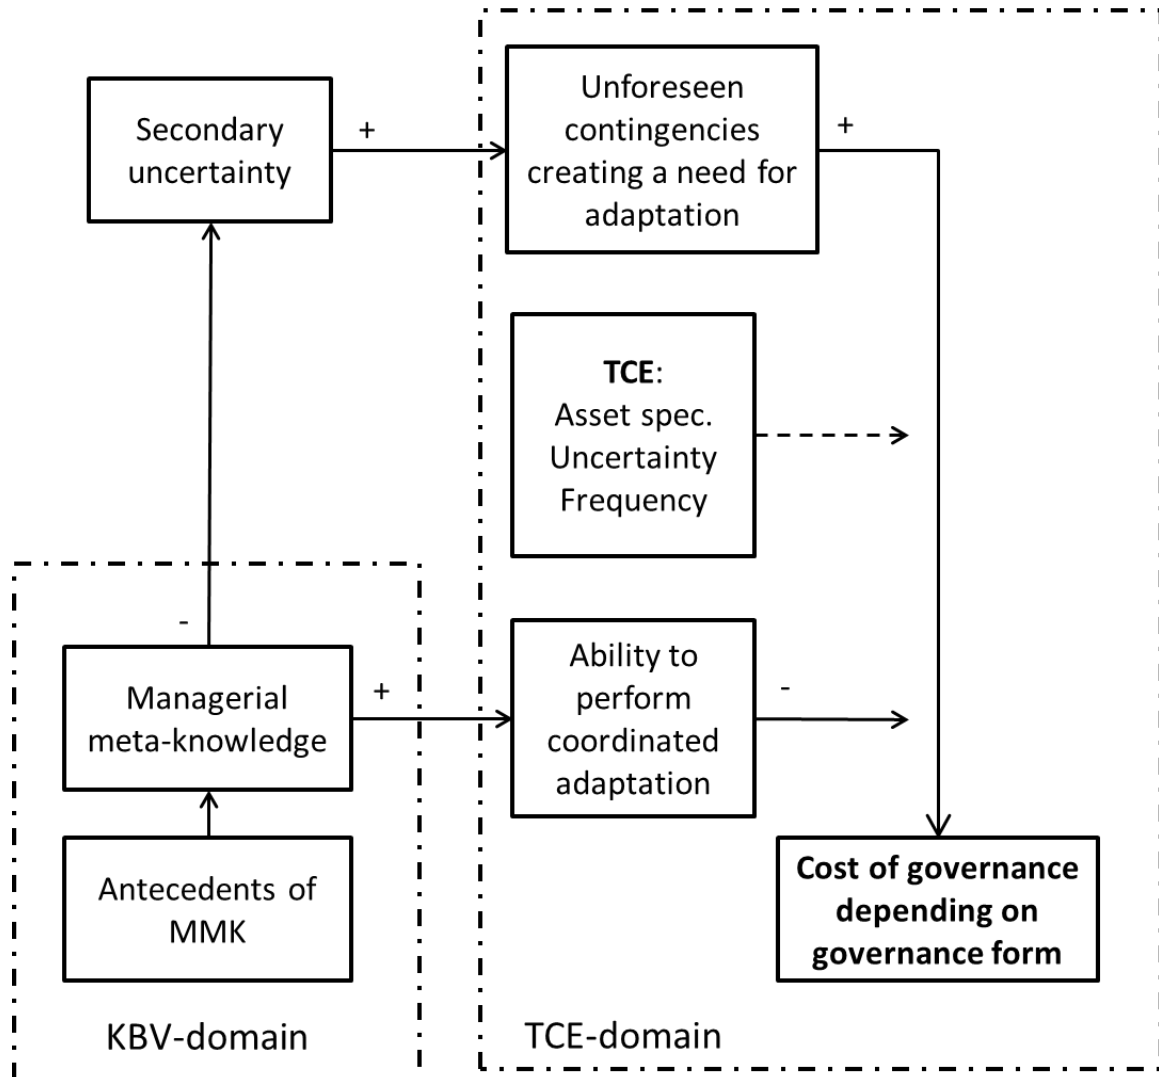 Secondary
uncertainty
+
Unforeseen
contingencies
creating a need for
adaptation
+
TCE:
Asset spec.
Uncertainty
Frequency
-
Managerial
meta-knowledge
+
Ability to
perform
coordinated
adaptation
-
Antecedents of
MMK
Cost of governance
depending on
governance form
KBV-domain
TCE-domain